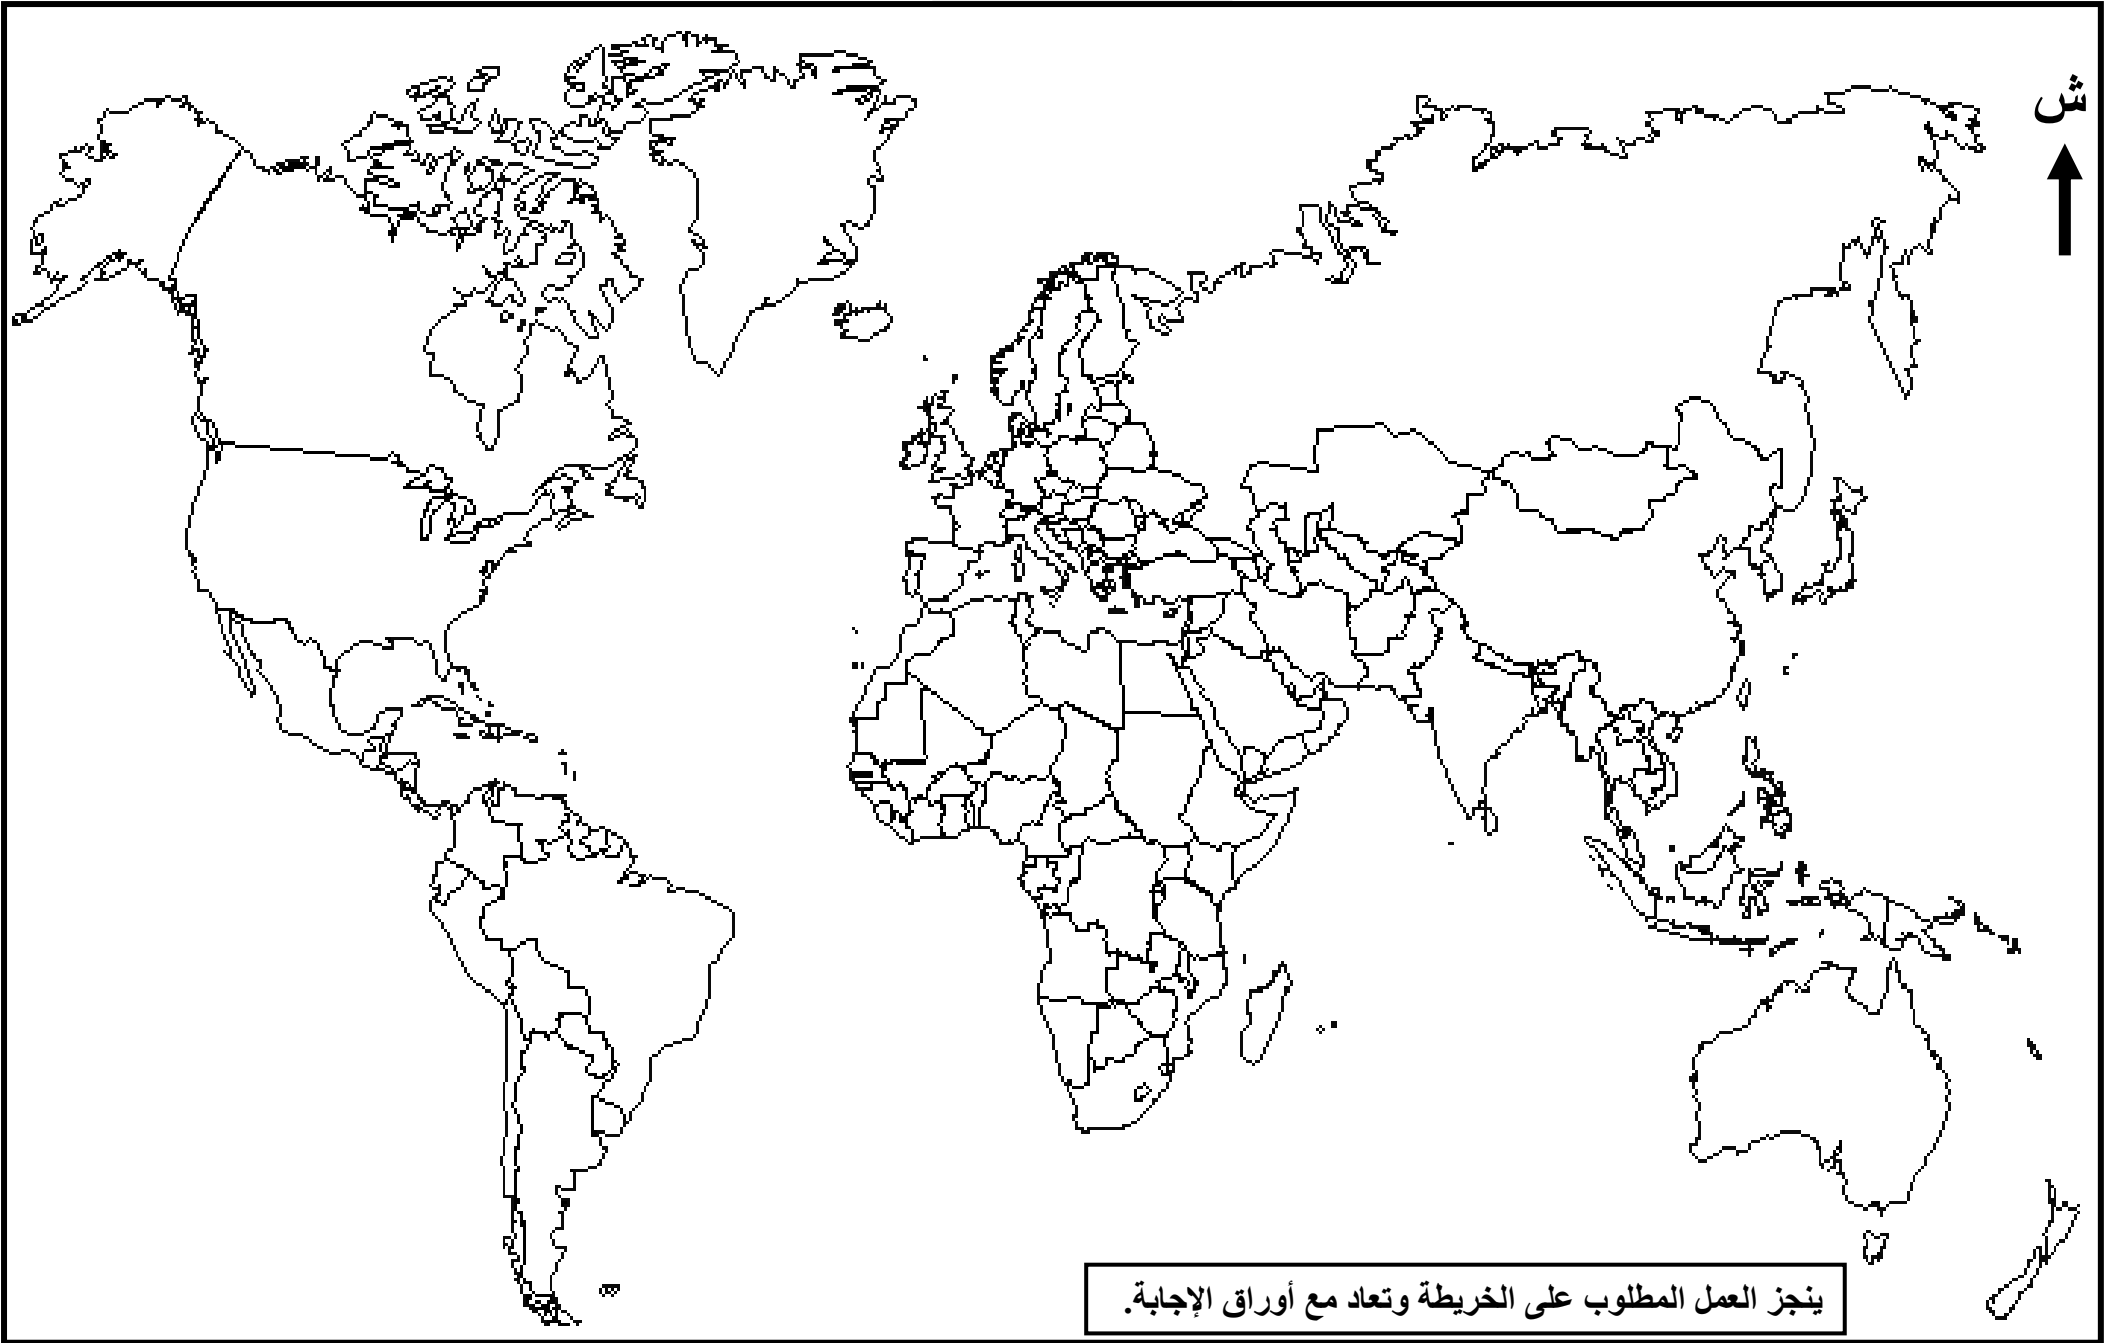 ش
ينجز العمل المطلوب على الخريطة وتعاد مع أوراق الإجابة.